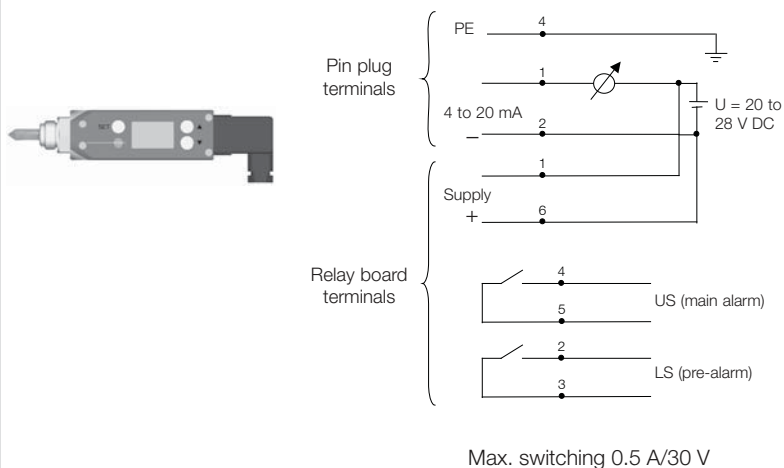 SET
Pin plug
terminals
PE
4
1
4 to 20 mA
2
–
U = 20 to
28 V DC
Relay board
terminals
1
Supply
+
6
4
US (main alarm)
5
2
LS (pre-alarm)
3
Max. switching 0.5 A/30 V